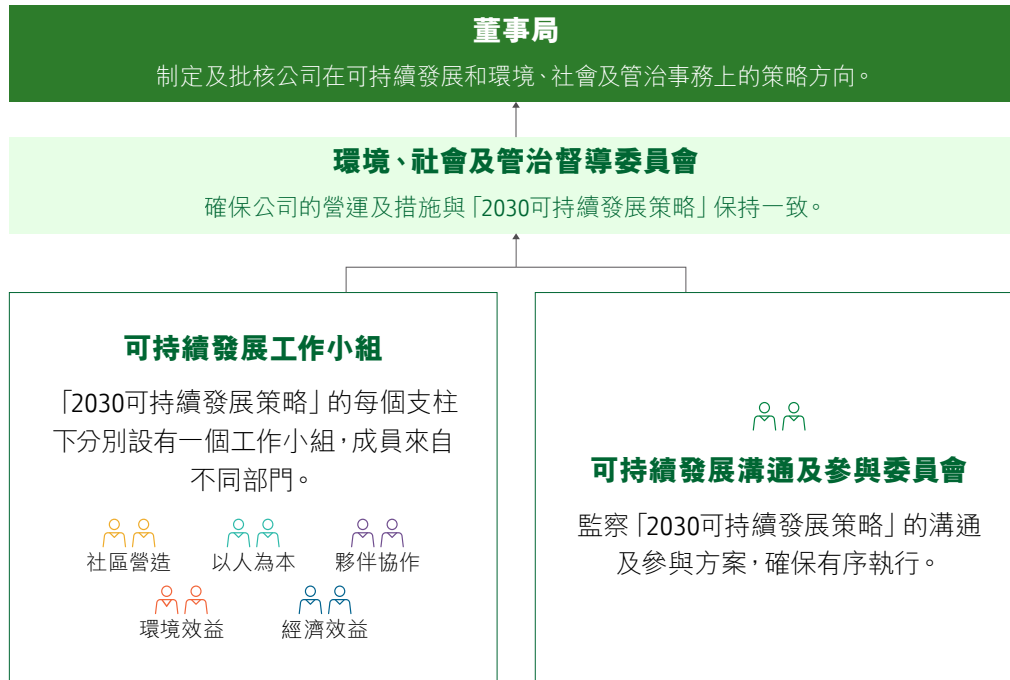 董事局
制定及批核公司在可持續發展和環境、社會及管治事務上的策略方向。
環境、社會及管治督導委員會
確保公司的營運及措施與「2030可持續發展策略」保持一致。
可持續發展工作小組
「2030可持續發展策略」的每個支柱
下分別設有一個工作小組,成員來自
不同部門。
社區營造
以人為本
夥伴協作
環境效益
經濟效益
可持續發展溝通及參與委員會
監察「2030可持續發展策略」的溝通
及參與方案,確保有序執行。